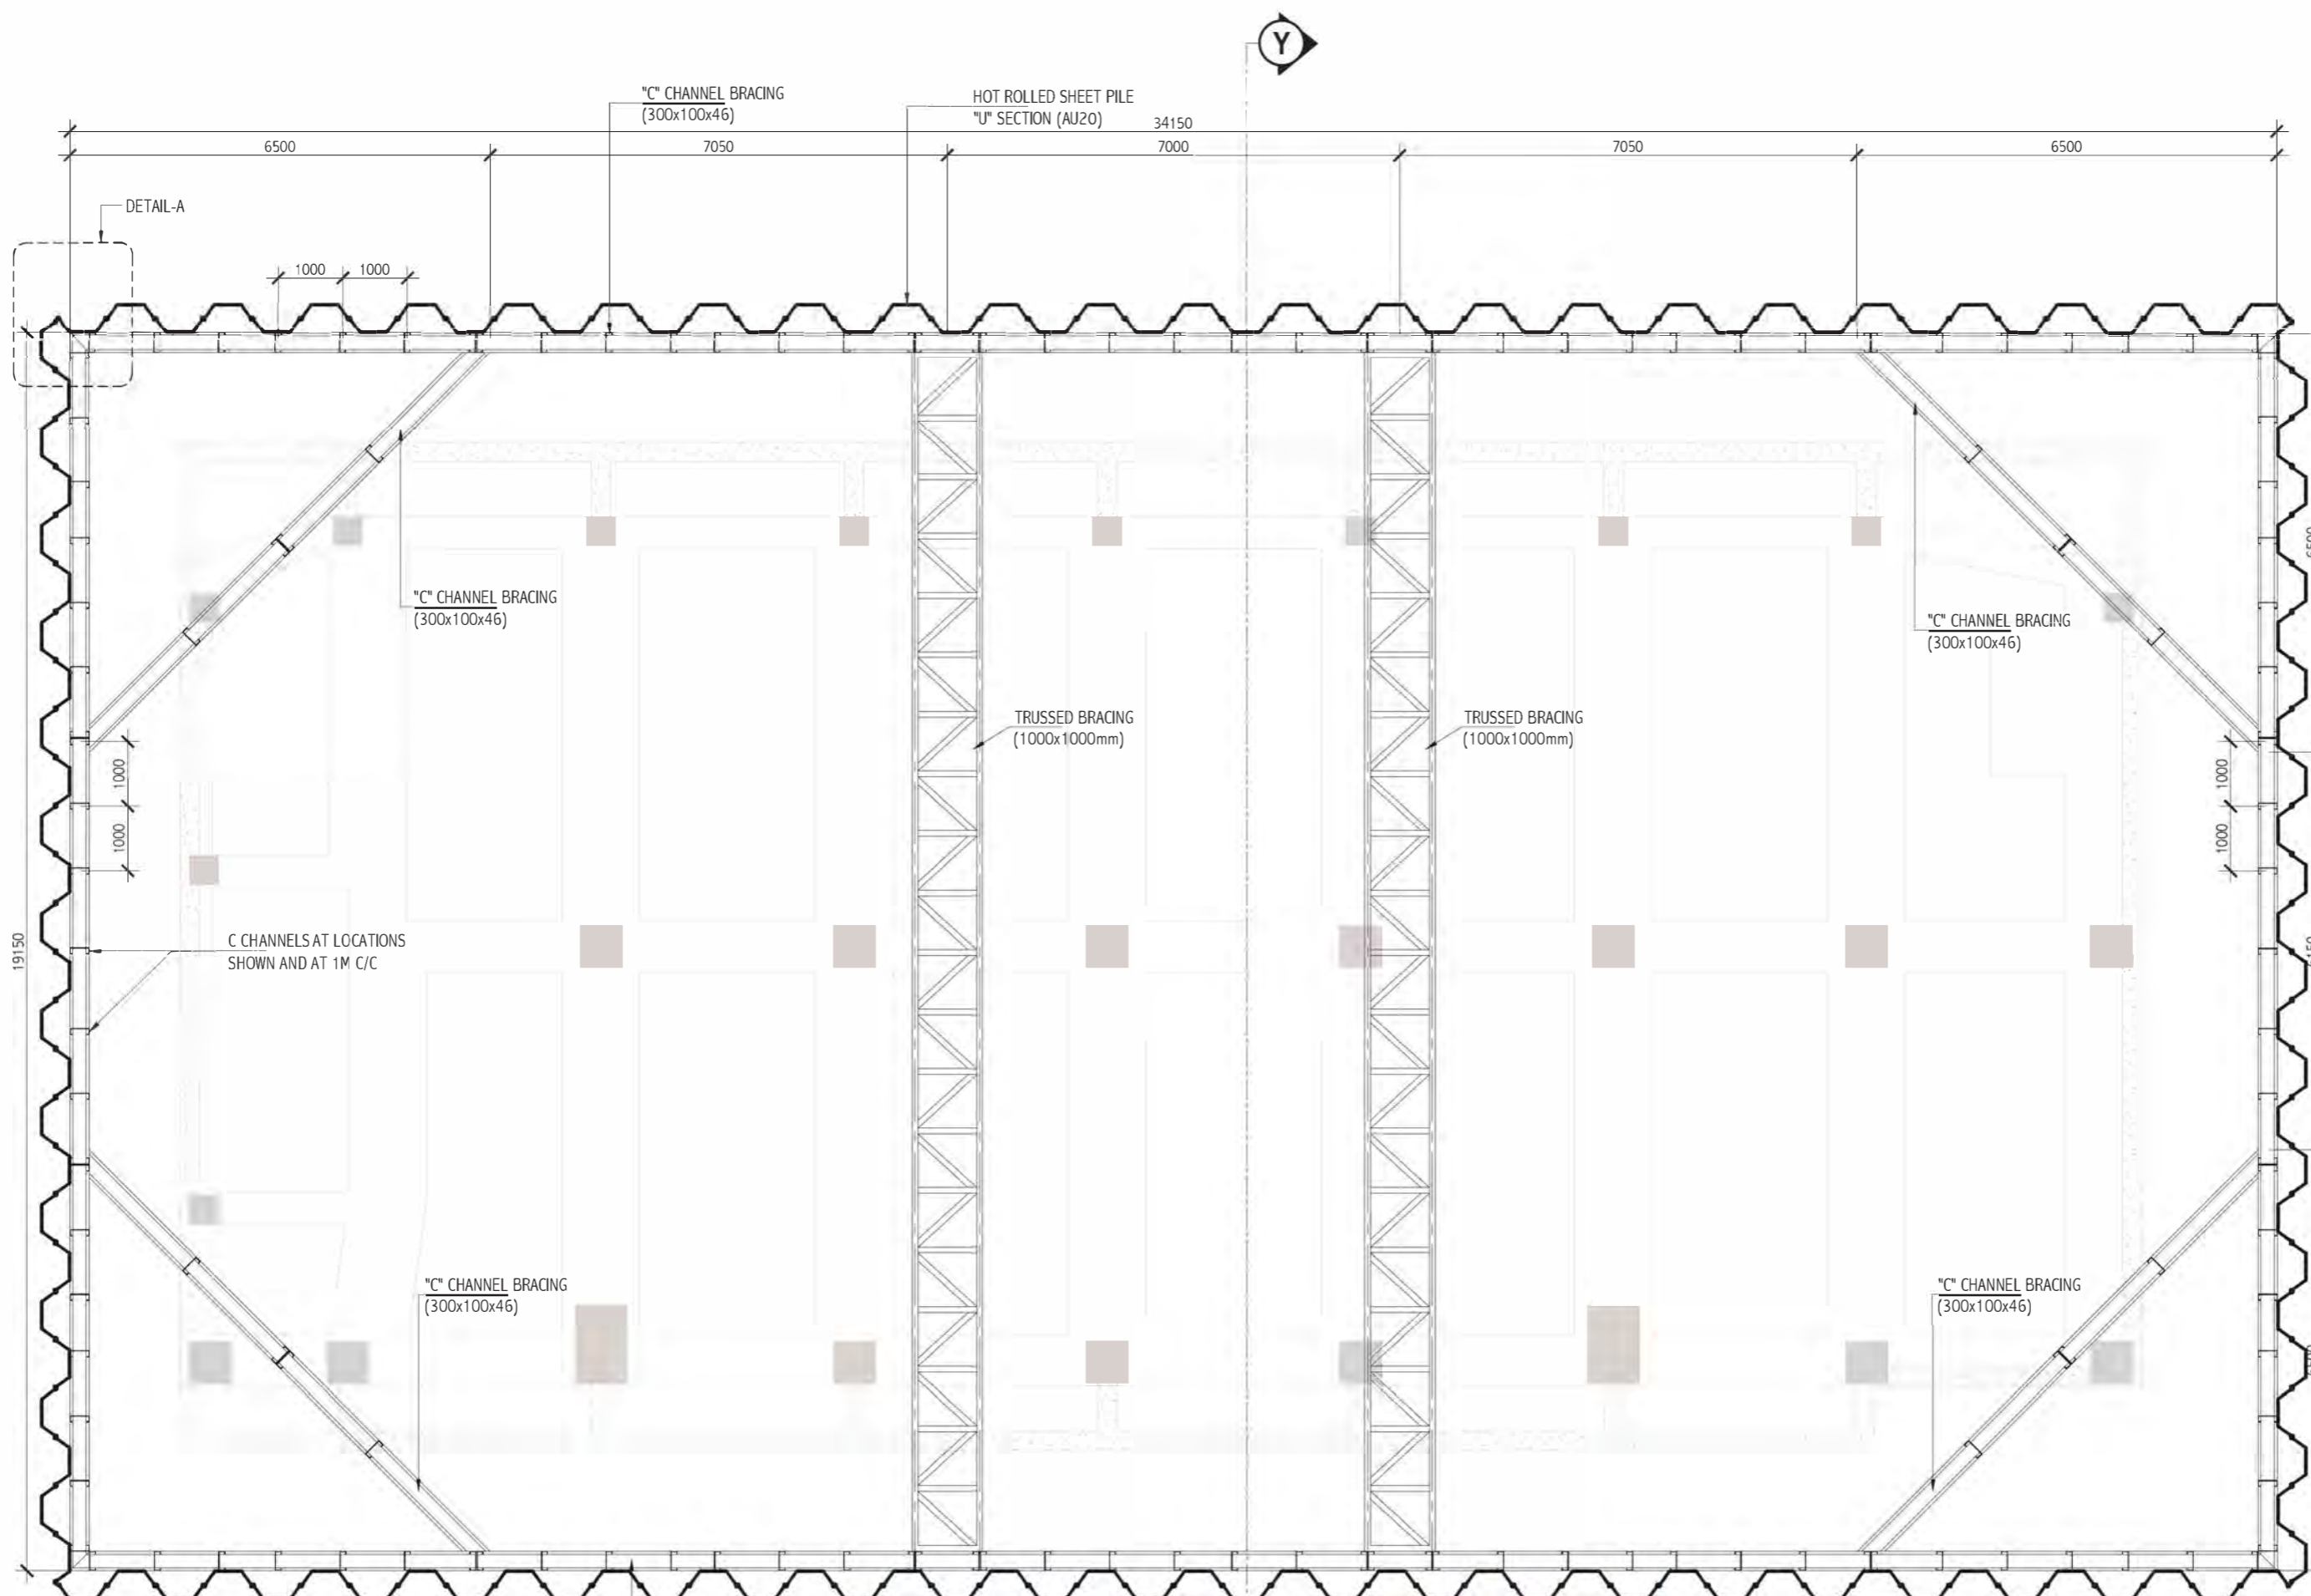 Y
"C" CHANNEL BRACING
(300x100x46)
HOT ROLLED SHEET PILE
"U" SECTION (AU20)
34150
6500
7050
7000
7050
6500
DETAIL-A
1000
1000
"C" CHANNEL BRACING
(300x100x46)
"C" CHANNEL BRACING
(300x100x46)
TRUSSED BRACING
(1000x1000mm)
TRUSSED BRACING
(1000x1000mm)
1000
1000
1000
1000
19150
C CHANNELS AT LOCATIONS
SHOWN AND AT 1M C/C
"C" CHANNEL BRACING
(300x100x46)
"C" CHANNEL BRACING
(300x100x46)